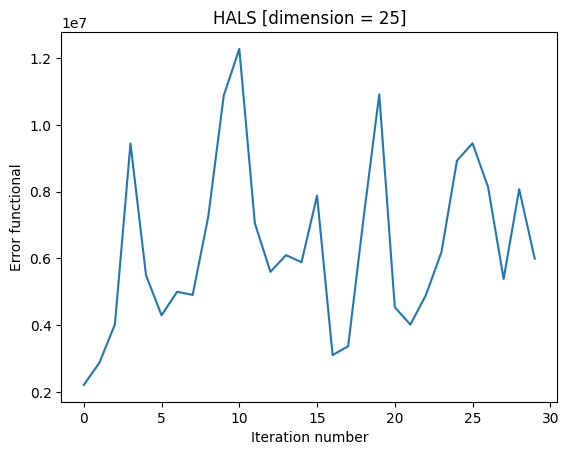 HALS [dimension = 25]
1e7
1.2
1.0
0.8
0.6
0.4
0.2
Error functional
0 5 10 15 20 25 30
Iteration number